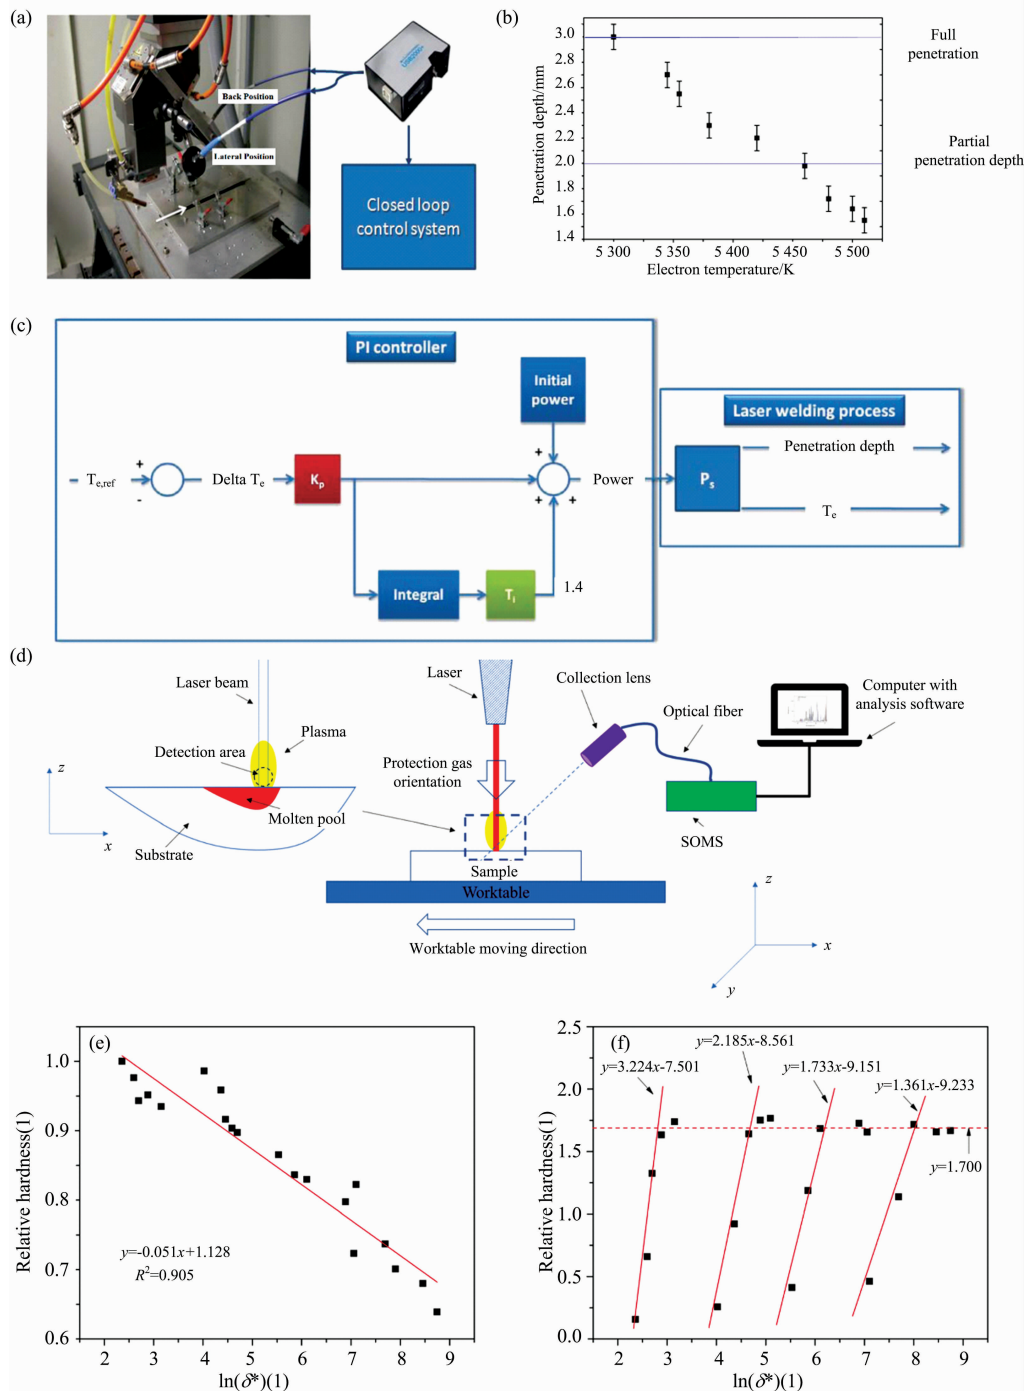 (a)
Back Position
Lateral Position
Closed loop
control system
(b)
Penetration depth/mm
3.0
2.6
2.4
2.2
2.0
1.8
1.6
1.4
5 300
5 350
5 400
5 460
5 500
Electron temperature/K
Full
penetration
Partial
penetration depth
(c)
PI controller
Initial
power
Laser welding process
T_e,ref
+
-
Delta T_e
K_p
+
+
+
Power
P_s
Penetration depth
T_e
Integral
T_i
1.4
(d)
Laser beam
Plasma
Detection area
Molten pool
Substrate
z
x
Laser
Protection gas
orientation
Collection lens
Optical fiber
Computer with
analysis software
SOMS
Sample
Worktable
Worktable moving direction
z
x
y
(e)
Relative hardness(1)
1.0
0.9
0.8
0.7
0.6
y=-0.051x+1.128
R²=0.905
2 3 4 5 6 7 8 9
ln(δ*)(1)
(f)
Relative hardness(1)
2.5
2.0
1.5
1.0
0.5
0.0
y=3.224x-7.501
y=2.185x-8.561
y=1.733x-9.151
y=1.361x-9.233
y=1.700
2 3 4 5 6 7 8 9
ln(δ*)(1)